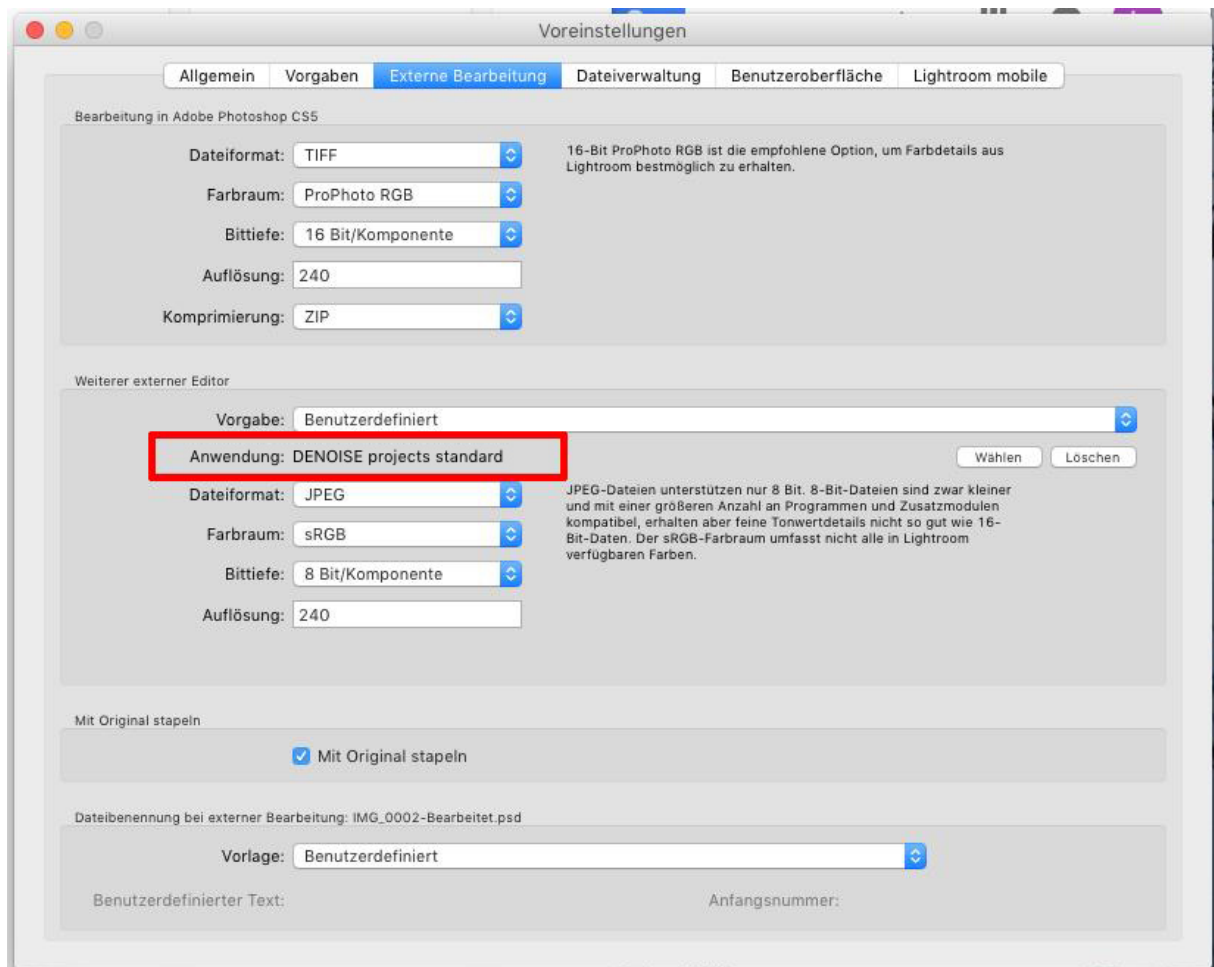 Voreinstellungen
Allgemein Vorgaben Externe Bearbeitung Dateiverwaltung Benutzeroberfläche Lightroom mobile
Bearbeitung in Adobe Photoshop CS5
Dateiformat: TIFF
16-Bit ProPhoto RGB ist die empfohlene Option, um Farbdetails aus
Lightroom bestmöglich zu erhalten.
Farbraum: ProPhoto RGB
Bittiefe: 16 Bit/Komponente
Auflösung: 240
Komprimierung: ZIP
Weiterer externer Editor
Vorgabe: Benutzerdefiniert
Anwendung: DENOISE projects standard
Wählen Löschen
Dateiformat: JPEG
JPEG-Dateien unterstützen nur 8 Bit. 8-Bit-Dateien sind zwar kleiner
und mit einer größeren Anzahl an Programmen und Zusatzmodulen
kompatibel, erhalten aber feine Tonwertdetails nicht so gut wie 16-
Bit-Daten. Der sRGB-Farbraum umfasst nicht alle in Lightroom
verfügbaren Farben.
Farbraum: sRGB
Bittiefe: 8 Bit/Komponente
Auflösung: 240
Mit Original stapeln
Mit Original stapeln
Dateibenennung bei externer Bearbeitung: IMG_0002-Bearbeitet.psd
Vorlage: Benutzerdefiniert
Benutzerdefinierter Text: Anfangsnummer: